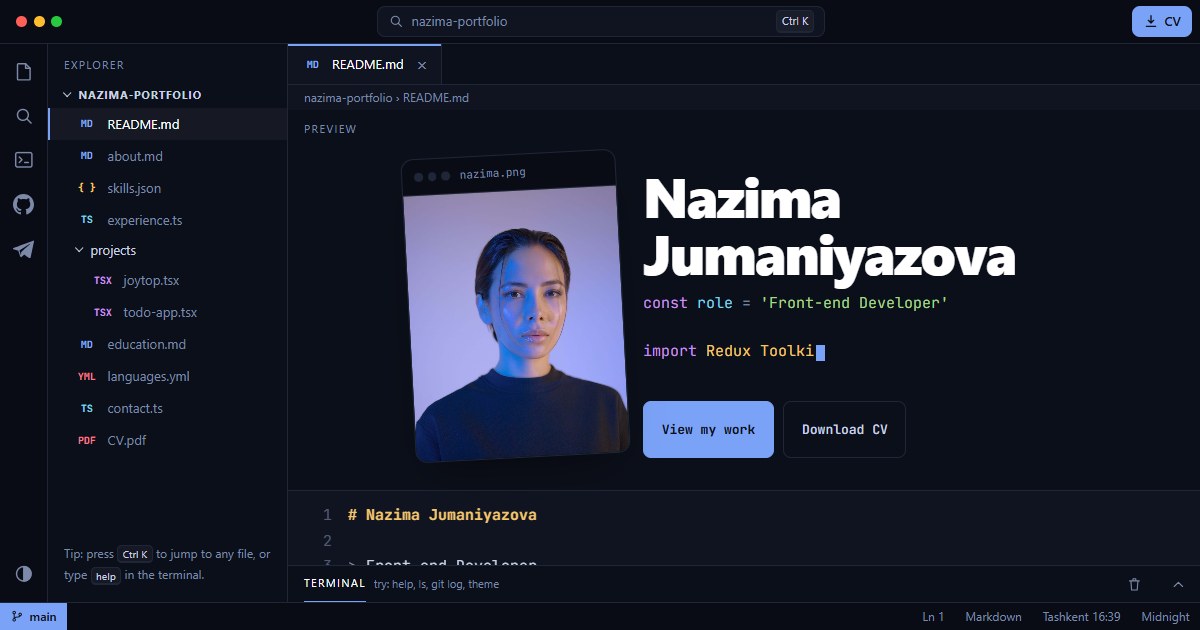 nazima-portfolio
Ctrl K
CV
EXPLORER
NAZIMA-PORTFOLIO
MD README.md
MD about.md
{ } skills.json
TS experience.ts
projects
TSX joytop.tsx
TSX todo-app.tsx
MD education.md
YML languages.yml
TS contact.ts
PDF CV.pdf
Tip: press Ctrl K to jump to any file, or
type help in the terminal.
MD README.md
nazima-portfolio › README.md
PREVIEW
nazima.png
Nazima
Jumaniyazova
const role = 'Front-end Developer'
import Redux Toolki
View my work
Download CV
1 # Nazima Jumaniyazova
2
3 > Front-end Developer
TERMINAL try: help, ls, git log, theme
main
Ln 1
Markdown
Tashkent 16:39
Midnight